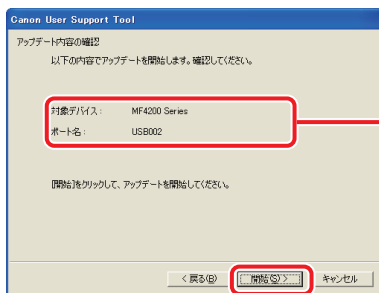 Canon User Support Tool
アップデート内容の確認
以下の内容でアップデートを開始します。確認してください。
対象デバイス： MF4200 Series
ポート名： USB002
[開始]をクリックして、アップデートを開始してください。
< 戻る(B) 開始(S) > キャンセル